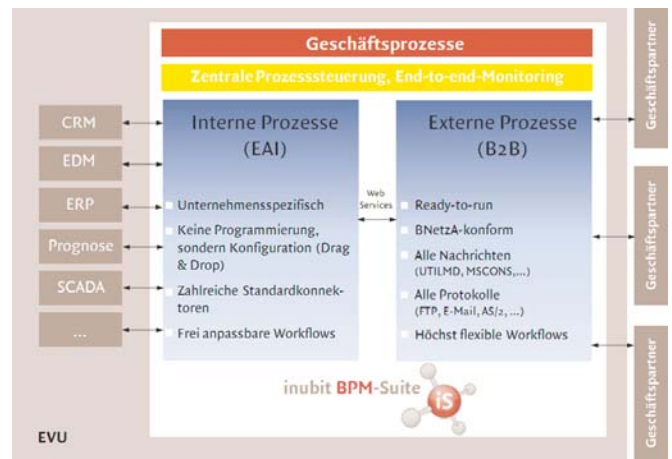 Geschäftsprozesse
Zentrale Prozesssteuerung, End-to-end-Monitoring
CRM
EDM
ERP
Prognose
SCADA
...
Interne Prozesse
(EAI)
Unternehmensspezifisch
Keine Programmierung,
sondern Konfiguration (Drag
& Drop)
Zahlreiche Standardkonnek-
toren
Frei anpassbare Workflows
Web
Services
Externe Prozesse
(B2B)
Ready-to-run
BNetzA-konform
Alle Nachrichten
(UTILMD, MSCONS,...)
Alle Protokolle
(FTP, E-Mail, AS/2, ...)
Höchst flexible Workflows
Geschäftspartner
Geschäftspartner
Geschäftspartner
inubit BPM-Suite
iS
EVU